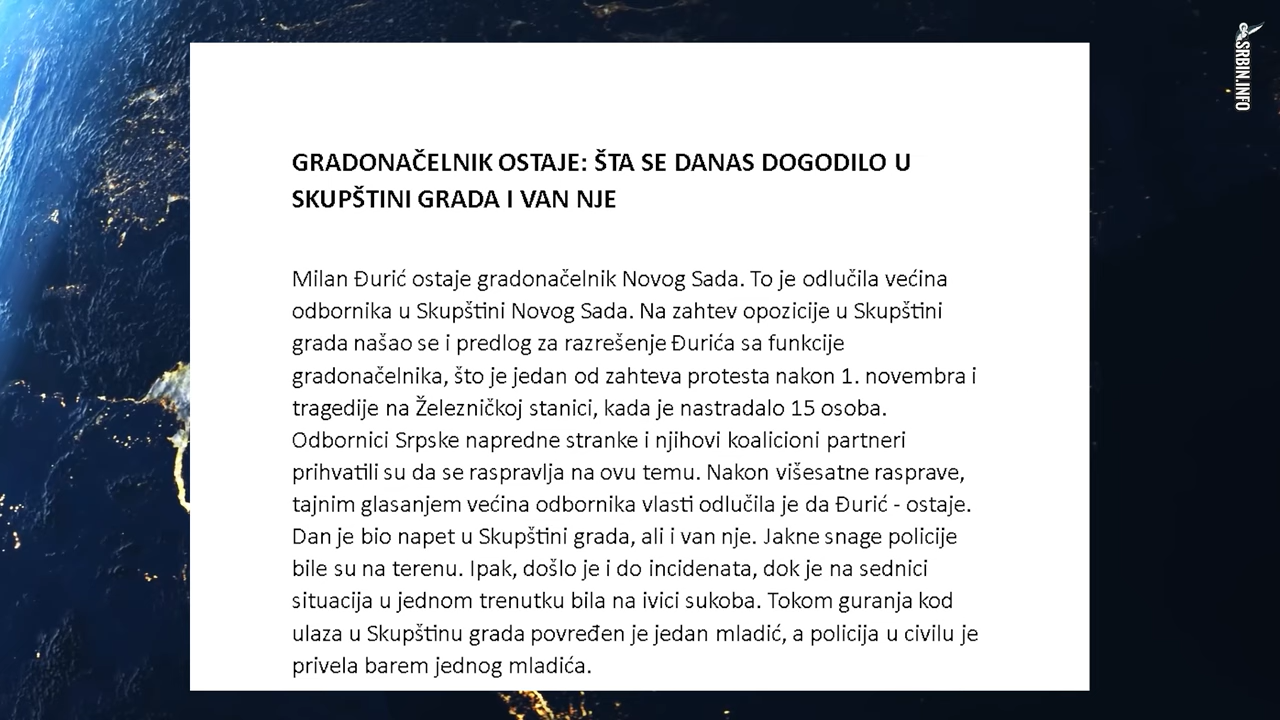 SRBIN.INFO
GRADONAČELNIK OSTAJE: ŠTA SE DANAS DOGODILO U
SKUPŠTINI GRADA I VAN NJE
Milan Đurić ostaje gradonačelnik Novog Sada. To je odlučila većina
odbornika u Skupštini Novog Sada. Na zahtev opozicije u Skupštini
grada našao se i predlog za razrešenje Đurića sa funkcije
gradonačelnika, što je jedan od zahteva protesta nakon 1. novembra i
tragedije na Železničkoj stanici, kada je nastradalo 15 osoba.
Odbornici Srpske napredne stranke i njihovi koalicioni partneri
prihvatili su da se raspravlja na ovu temu. Nakon višesatne rasprave,
tajnim glasanjem većina odbornika vlasti odlučila je da Đurić - ostaje.
Dan je bio napet u Skupštini grada, ali i van nje. Jakne snage policije
bile su na terenu. Ipak, došlo je i do incidenata, dok je na sednici
situacija u jednom trenutku bila na ivici sukoba. Tokom guranja kod
ulaza u Skupštinu grada povređen je jedan mladić, a policija u civilu je
privela barem jednog mladića.